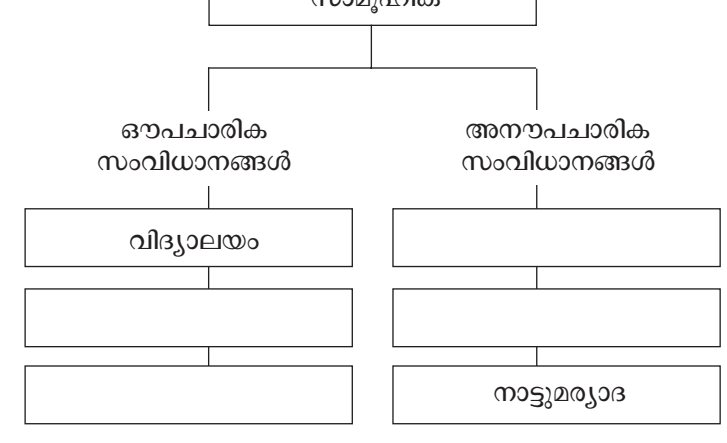 സാമൂഹിക
ഔപചാരിക
സംവിധാനങ്ങൾ
അനൗപചാരിക
സംവിധാനങ്ങൾ
വിദ്യാലയം
നാട്ടുമര്യാദ